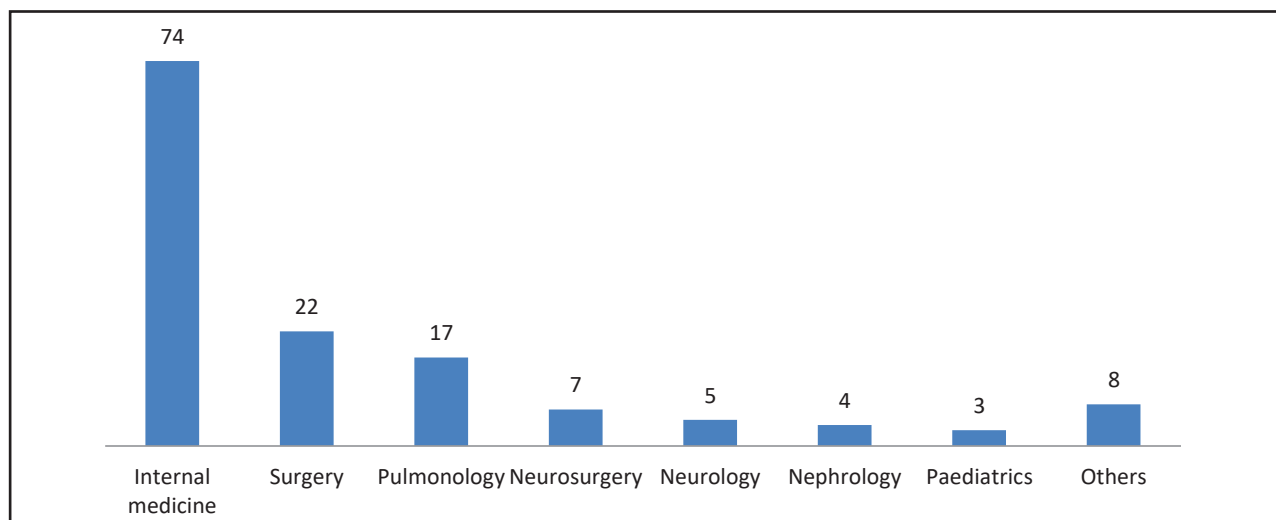 74
22
17
7
5
4
3
8
Internal
medicine
Surgery
Pulmonology
Neurosurgery
Neurology
Nephrology
Paediatrics
Others